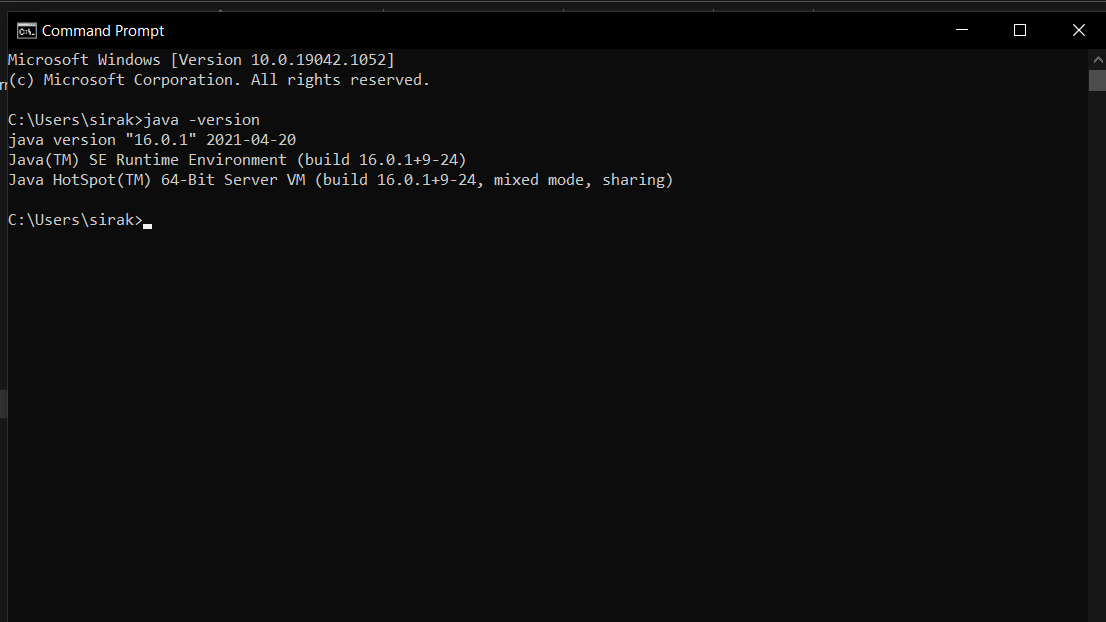 Command Prompt
Microsoft Windows [Version 10.0.19042.1052]
(c) Microsoft Corporation. All rights reserved.
C:\Users\sirak>java -version
java version "16.0.1" 2021-04-20
Java(TM) SE Runtime Environment (build 16.0.1+9-24)
Java HotSpot(TM) 64-Bit Server VM (build 16.0.1+9-24, mixed mode, sharing)
C:\Users\sirak>